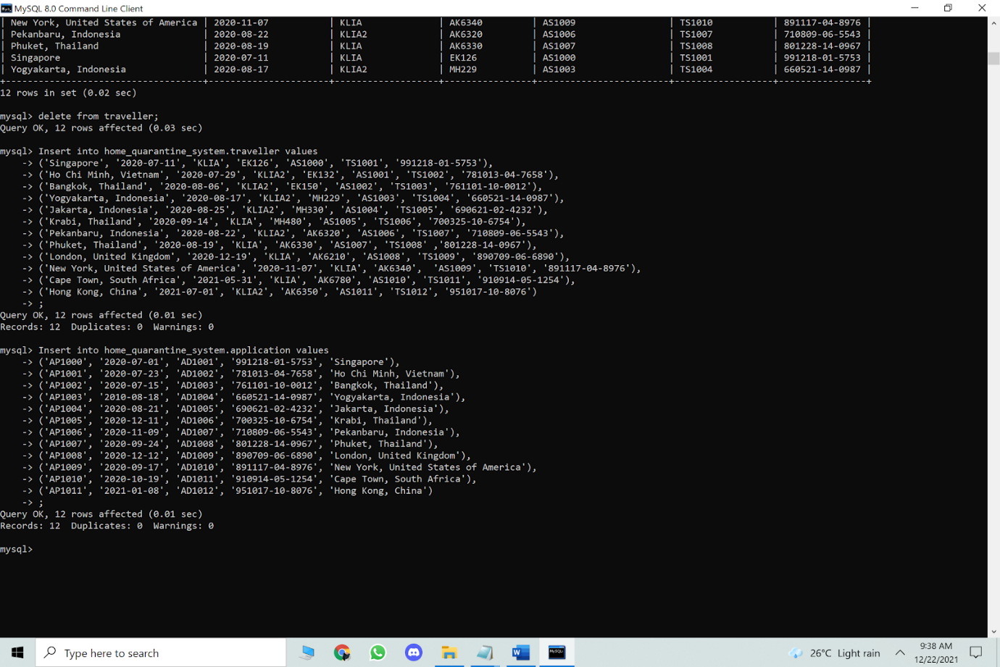 MySQL 8.0 Command Line Client
| New York, United States of America | 2020-11-07 | KLIA | AK6340 | AS1009 | TS1010 | 891117-04-8976 |
| Pekanbaru, Indonesia | 2020-08-22 | KLIA2 | AK6320 | AS1006 | TS1007 | 710809-06-5543 |
| Phuket, Thailand | 2020-08-19 | KLIA | AK6330 | AS1007 | TS1008 | 801228-14-0967 |
| Singapore | 2020-07-11 | KLIA | EK126 | AS1000 | TS1001 | 991218-01-5753 |
| Yogyakarta, Indonesia | 2020-08-17 | KLIA2 | MH229 | AS1003 | TS1004 | 660521-14-0987 |
12 rows in set (0.02 sec)
mysql> delete from traveller;
Query OK, 12 rows affected (0.03 sec)
mysql> Insert into home_quarantine_system.traveller values
-> ('Singapore', '2020-07-11', 'KLIA', 'EK126', 'AS1000', 'TS1001', '991218-01-5753'),
-> ('Ho Chi Minh, Vietnam', '2020-07-29', 'KLIA2', 'EK132', 'AS1001', 'TS1002', '781013-04-7658'),
-> ('Bangkok, Thailand', '2020-08-06', 'KLIA2', 'EK150', 'AS1002', 'TS1003', '761101-10-0012'),
-> ('Yogyakarta, Indonesia', '2020-08-17', 'KLIA2', 'MH229', 'AS1003', 'TS1004', '660521-14-0987'),
-> ('Jakarta, Indonesia', '2020-08-25', 'KLIA2', 'MH330', 'AS1004', 'TS1005', '690621-02-4232'),
-> ('Krabi, Thailand', '2020-09-14', 'KLIA', 'MH480', 'AS1005', 'TS1006', '700325-10-6754'),
-> ('Pekanbaru, Indonesia', '2020-08-22', 'KLIA2', 'AK6320', 'AS1006', 'TS1007', '710809-06-5543'),
-> ('Phuket, Thailand', '2020-08-19', 'KLIA', 'AK6330', 'AS1007', 'TS1008' ,'801228-14-0967'),
-> ('London, United Kingdom', '2020-12-19', 'KLIA', 'AK6210', 'AS1008', 'TS1009', '890709-06-6890'),
-> ('New York, United States of America', '2020-11-07', 'KLIA', 'AK6340', 'AS1009', 'TS1010', '891117-04-8976'),
-> ('Cape Town, South Africa', '2021-05-31', 'KLIA', 'AK6780', 'AS1010', 'TS1011', '910914-05-1254'),
-> ('Hong Kong, China', '2021-07-01', 'KLIA2', 'AK6350', 'AS1011', 'TS1012', '951017-10-8076')
-> ;
Query OK, 12 rows affected (0.01 sec)
Records: 12 Duplicates: 0 Warnings: 0
mysql> Insert into home_quarantine_system.application values
-> ('AP1000', '2020-07-01', 'AD1001', '991218-01-5753', 'Singapore'),
-> ('AP1001', '2020-07-23', 'AD1002', '781013-04-7658', 'Ho Chi Minh, Vietnam'),
-> ('AP1002', '2020-07-15', 'AD1003', '761101-10-0012', 'Bangkok, Thailand'),
-> ('AP1003', '2010-08-18', 'AD1004', '660521-14-0987', 'Yogyakarta, Indonesia'),
-> ('AP1004', '2020-08-21', 'AD1005', '690621-02-4232', 'Jakarta, Indonesia'),
-> ('AP1005', '2020-12-11', 'AD1006', '700325-10-6754', 'Krabi, Thailand'),
-> ('AP1006', '2020-11-09', 'AD1007', '710809-06-5543', 'Pekanbaru, Indonesia'),
-> ('AP1007', '2020-09-24', 'AD1008', '801228-14-0967', 'Phuket, Thailand'),
-> ('AP1008', '2020-12-12', 'AD1009', '890709-06-6890', 'London, United Kingdom'),
-> ('AP1009', '2020-09-17', 'AD1010', '891117-04-8976', 'New York, United States of America'),
-> ('AP1010', '2020-10-19', 'AD1011', '910914-05-1254', 'Cape Town, South Africa'),
-> ('AP1011', '2021-01-08', 'AD1012', '951017-10-8076', 'Hong Kong, China')
-> ;
Query OK, 12 rows affected (0.01 sec)
Records: 12 Duplicates: 0 Warnings: 0
mysql>
Type here to search
26°C Light rain
9:38 AM
12/22/2021